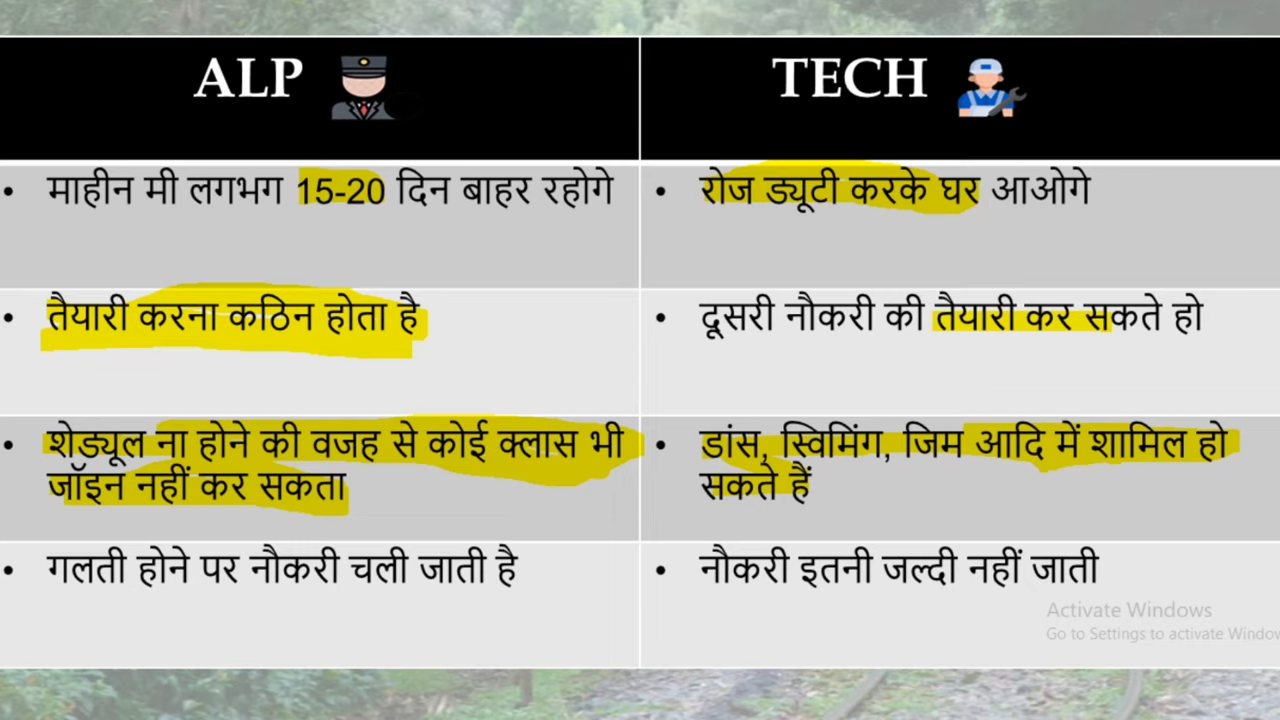 ALP
TECH
• माहीन मी लगभग 15-20 दिन बाहर रहोगे
• रोज ड्यूटी करके घर आओगे
• तैयारी करना कठिन होता है
• दूसरी नौकरी की तैयारी कर सकते हो
• शेड्यूल ना होने की वजह से कोई क्लास भी
जॉइन नहीं कर सकता
• डांस, स्विमिंग, जिम आदि में शामिल हो
सकते हैं
• गलती होने पर नौकरी चली जाती है
• नौकरी इतनी जल्दी नहीं जाती
Activate Windows
Go to Settings to activate Window